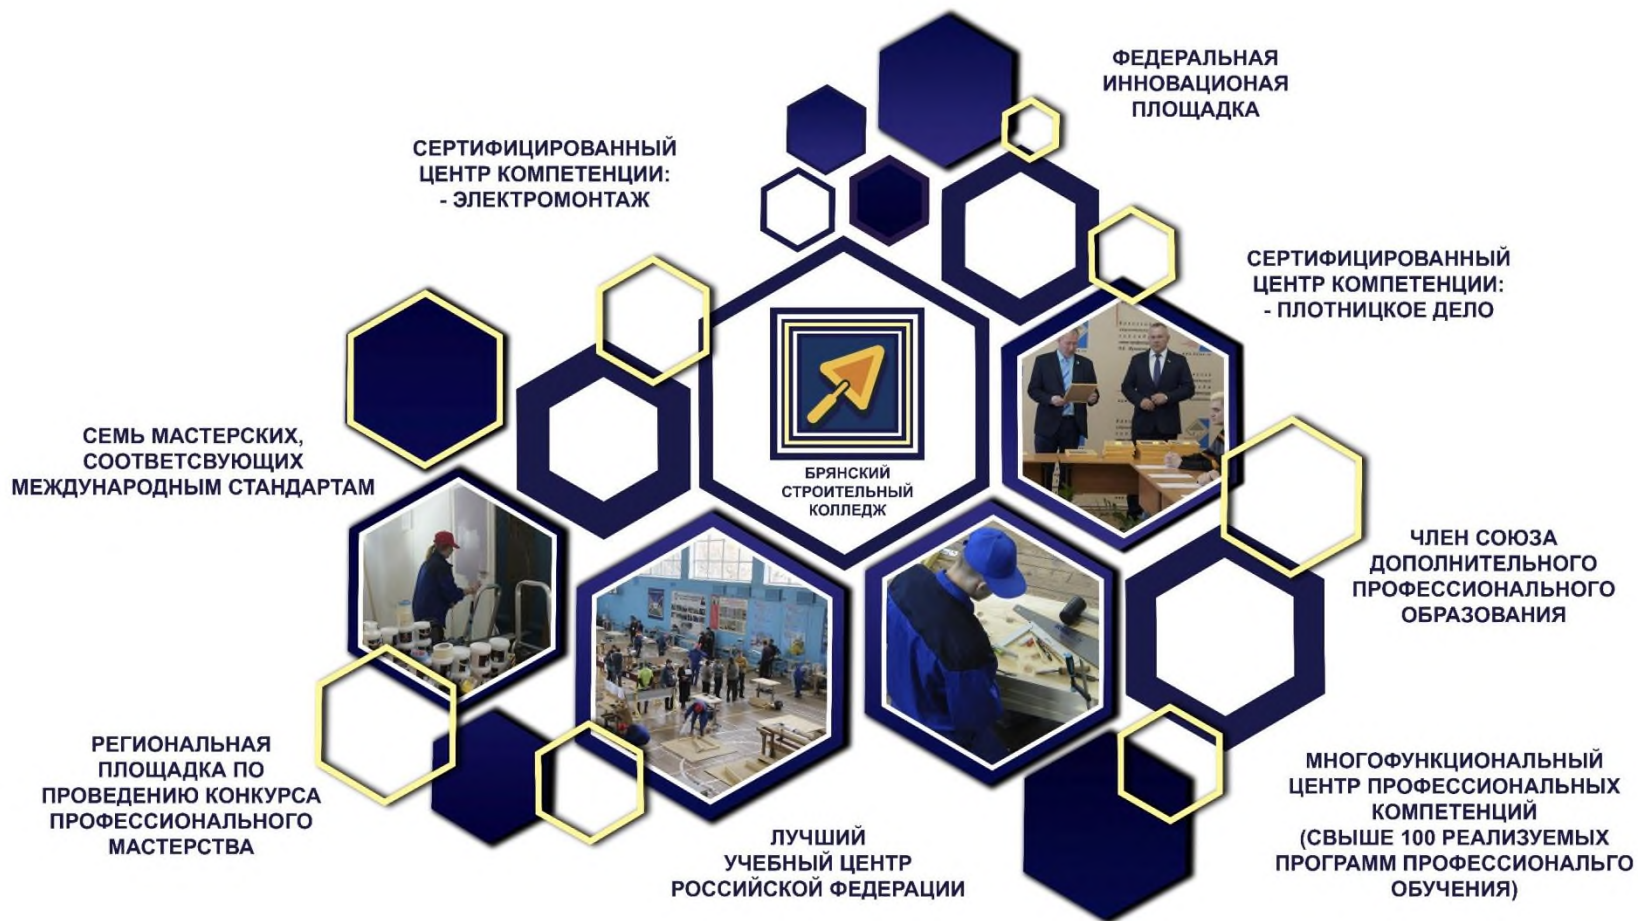 ФЕДЕРАЛЬНАЯ
ИННОВАЦИОНАЯ
ПЛОЩАДКА
СЕРТИФИЦИРОВАННЫЙ
ЦЕНТР КОМПЕТЕНЦИИ:
- ЭЛЕКТРОМОНТАЖ
СЕРТИФИЦИРОВАННЫЙ
ЦЕНТР КОМПЕТЕНЦИИ:
- ПЛОТНИЦКОЕ ДЕЛО
БРЯНСКИЙ
СТРОИТЕЛЬНЫЙ
КОЛЛЕДЖ
СЕМЬ МАСТЕРСКИХ,
СООТВЕТСВУЮЩИХ
МЕЖДУНАРОДНЫМ СТАНДАРТАМ
ЧЛЕН СОЮЗА
ДОПОЛНИТЕЛЬНОГО
ПРОФЕССИОНАЛЬНОГО
ОБРАЗОВАНИЯ
РЕГИОНАЛЬНАЯ
ПЛОЩАДКА ПО
ПРОВЕДЕНИЮ КОНКУРСА
ПРОФЕССИОНАЛЬНОГО
МАСТЕРСТВА
ЛУЧШИЙ
УЧЕБНЫЙ ЦЕНТР
РОССИЙСКОЙ ФЕДЕРАЦИИ
МНОГОФУНКЦИОНАЛЬНЫЙ
ЦЕНТР ПРОФЕССИОНАЛЬНЫХ
КОМПЕТЕНЦИЙ
(СВЫШЕ 100 РЕАЛИЗУЕМЫХ
ПРОГРАММ ПРОФЕССИОНАЛЬГО
ОБУЧЕНИЯ)